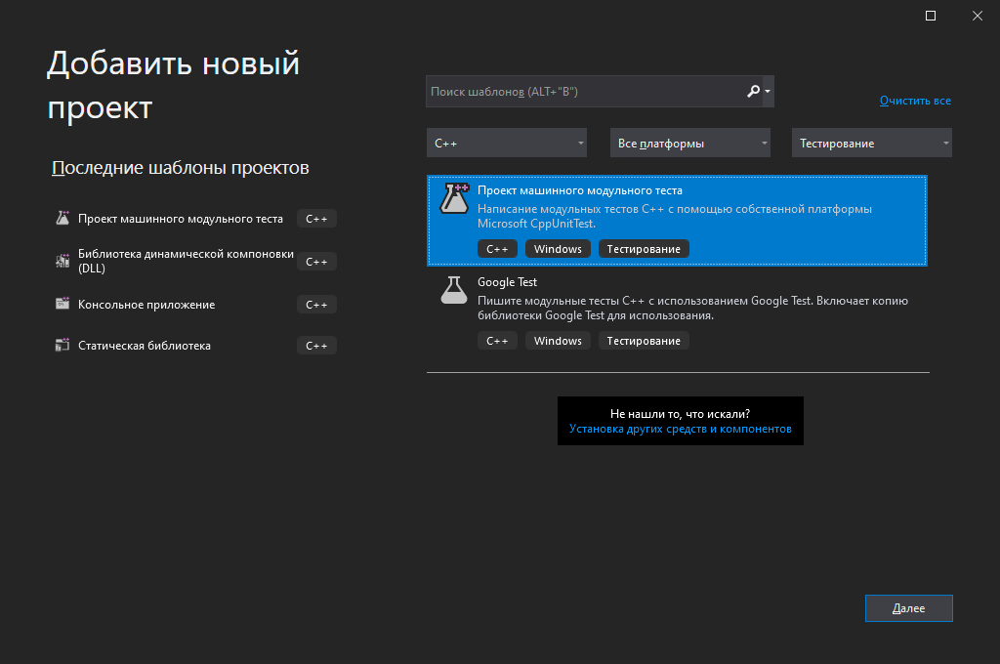 Добавить новый
проект
Последние шаблоны проектов
Проект машинного модульного теста C++
Библиотека динамической компоновки
(DLL) C++
Консольное приложение C++
Статическая библиотека C++
Поиск шаблонов (ALT+"B")
Очистить все
C++ Все платформы Тестирование
Проект машинного модульного теста
Написание модульных тестов C++ с помощью собственной платформы
Microsoft CppUnitTest.
C++ Windows Тестирование
Google Test
Пишите модульные тесты C++ с использованием Google Test. Включает копию
библиотеки Google Test для использования.
C++ Windows Тестирование
Не нашли то, что искали?
Установка других средств и компонентов
Далее